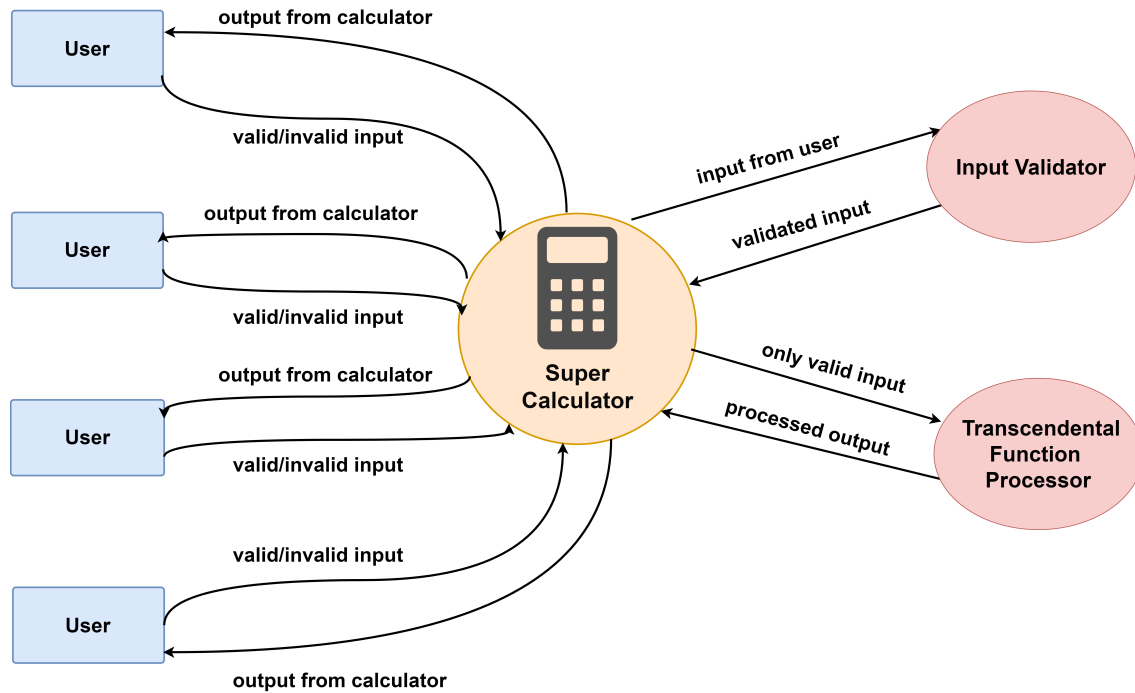 output from calculator
User
valid/invalid input
input from user
Input Validator
output from calculator
validated input
User
valid/invalid input
only valid input
Super
Calculator
output from calculator
processed output
User
Transcendental
Function
Processor
valid/invalid input
valid/invalid input
User
output from calculator